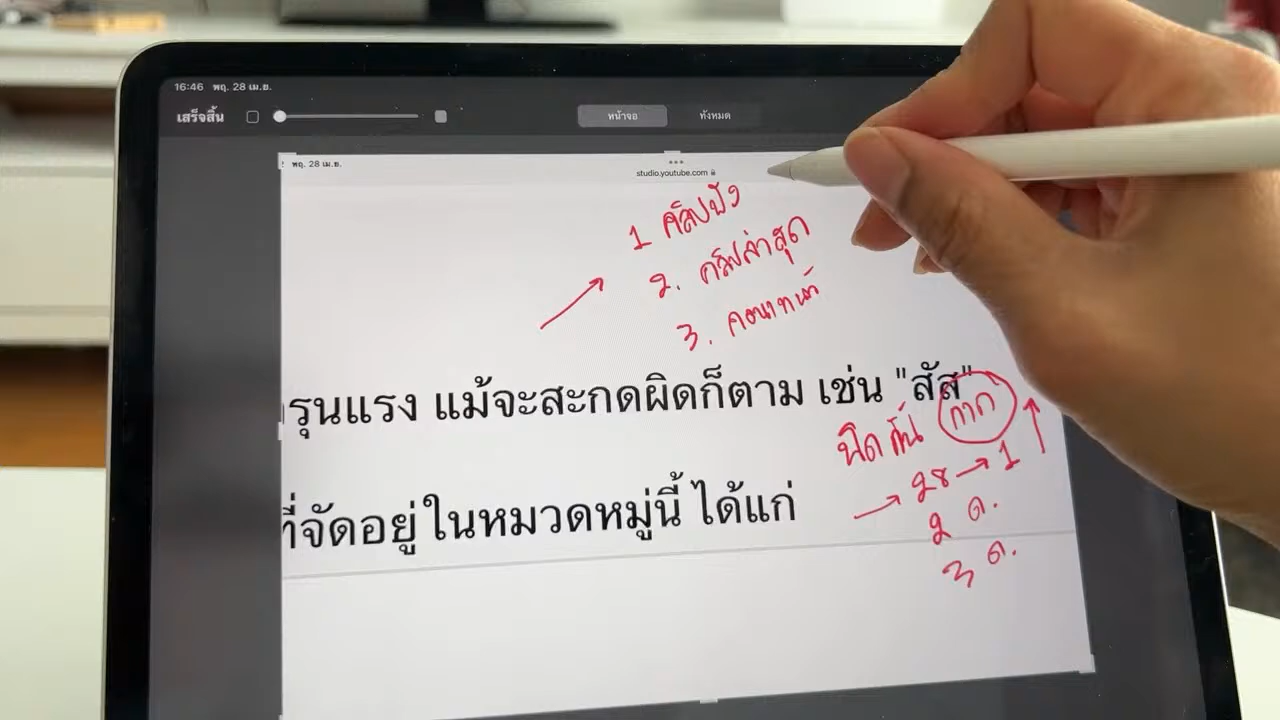 16:46 พฤ. 28 เม.ย.
เสร็จสิ้น
หน้าจอ ทั้งหมด
พฤ. 28 เม.ย.
studio.youtube.com
1 คลิปปัง
2. คลิปล่าสุด
3. คอนเทนต์
รุนแรง แม้จะสะกดผิดก็ตาม เช่น "สัส"
กาก
28 → 1
ที่จัดอยู่ในหมวดหมู่นี้ ได้แก่
2 ด.
3 ด.